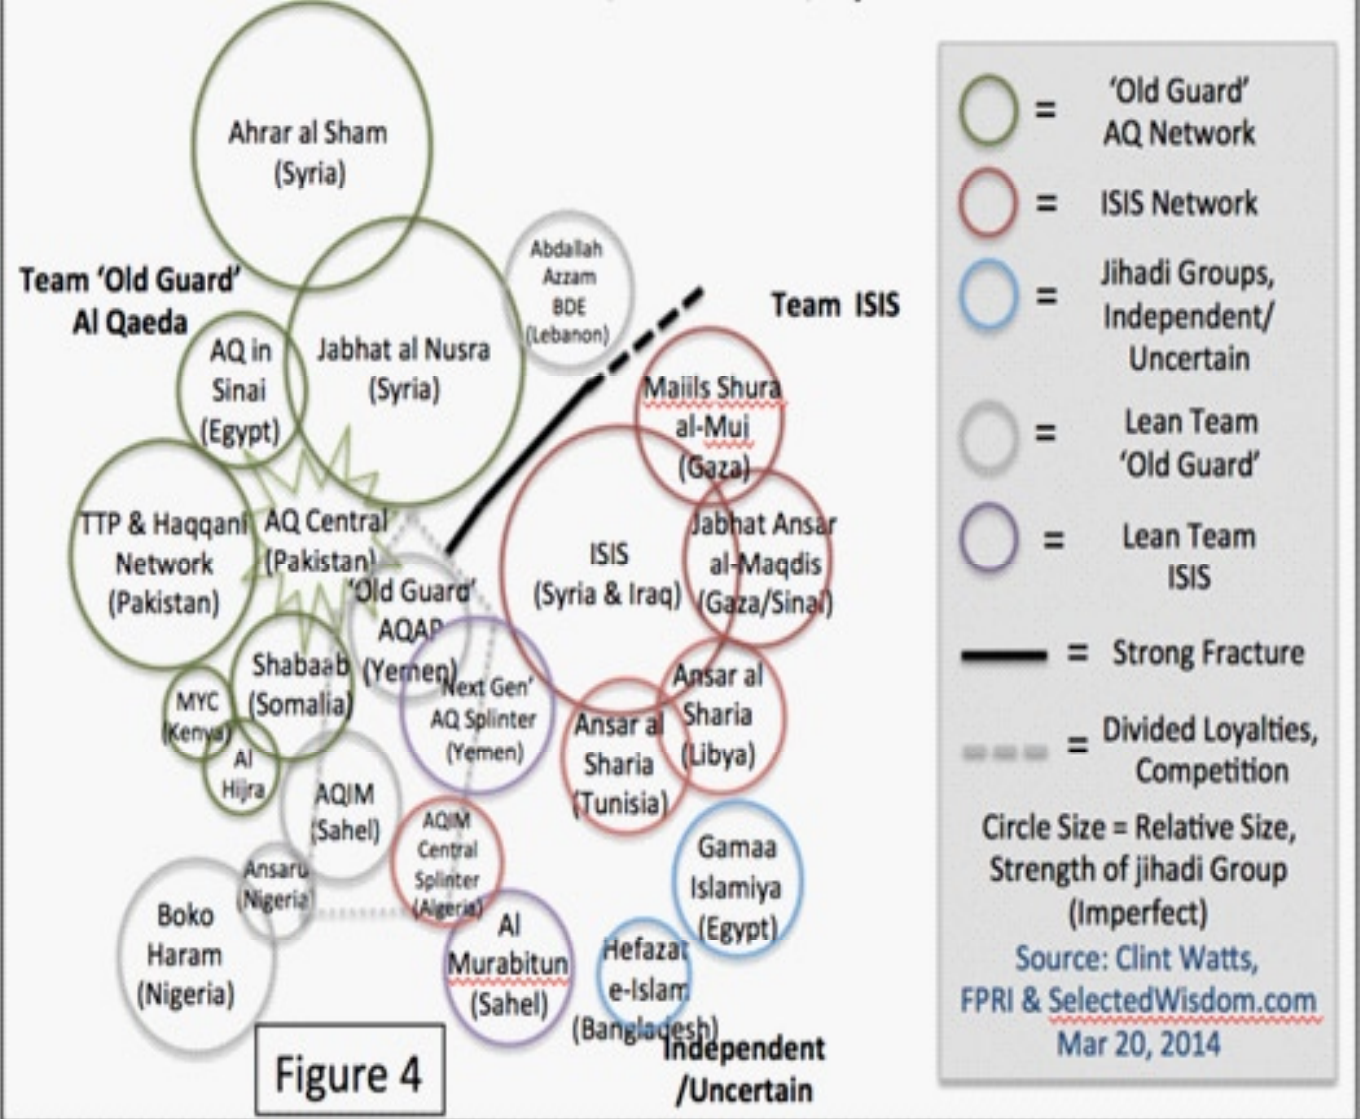 Ahrar al Sham
(Syria)
Abdallah
Azzam
BDE
(Lebanon)
Team 'Old Guard'
Al Qaeda
Team ISIS
AQ in
Sinai
(Egypt)
Jabhat al Nusra
(Syria)
Maiils Shura
al-Muj
(Gaza)
TTP & Haqqani
Network
(Pakistan)
AQ Central
(Pakistan)
ISIS
(Syria & Iraq)
Jabhat Ansar
al-Maqdis
(Gaza/Sinai)
'Old Guard'
AQAP
(Yemen)
Shabaab
(Somalia)
Next Gen'
AQ Splinter
(Yemen)
Ansar al
Sharia
(Libya)
Ansar al
Sharia
(Tunisia)
MYC
(Kenya)
Al
Hijra
AQIM
(Sahel)
AQIM
Central
Splinter
(Algeria)
Gamaa
Islamiya
(Egypt)
Ansaru
(Nigeria)
Boko
Haram
(Nigeria)
Al
Murabitun
(Sahel)
Hefazat
e-Islam
(Bangladesh)
Independent
/Uncertain
Figure 4
= 'Old Guard'
AQ Network
= ISIS Network
= Jihadi Groups,
Independent/
Uncertain
= Lean Team
'Old Guard'
= Lean Team
ISIS
= Strong Fracture
= Divided Loyalties,
Competition
Circle Size = Relative Size,
Strength of jihadi Group
(Imperfect)
Source: Clint Watts,
FPRI & SelectedWisdom.com
Mar 20, 2014